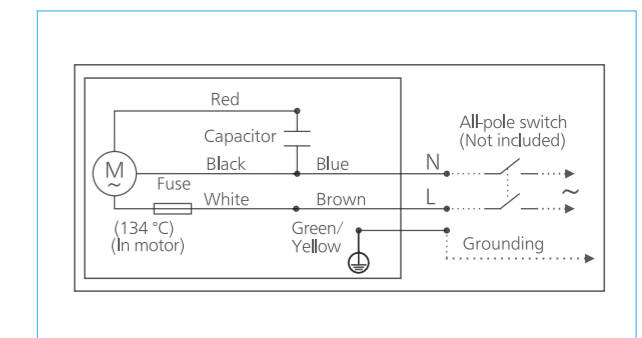 Red
Capacitor
All-pole switch
(Not included)
Black
Blue
N
M
~
Fuse
White
Brown
L
~
(134 °C)
(In motor)
Green/
Yellow
Grounding